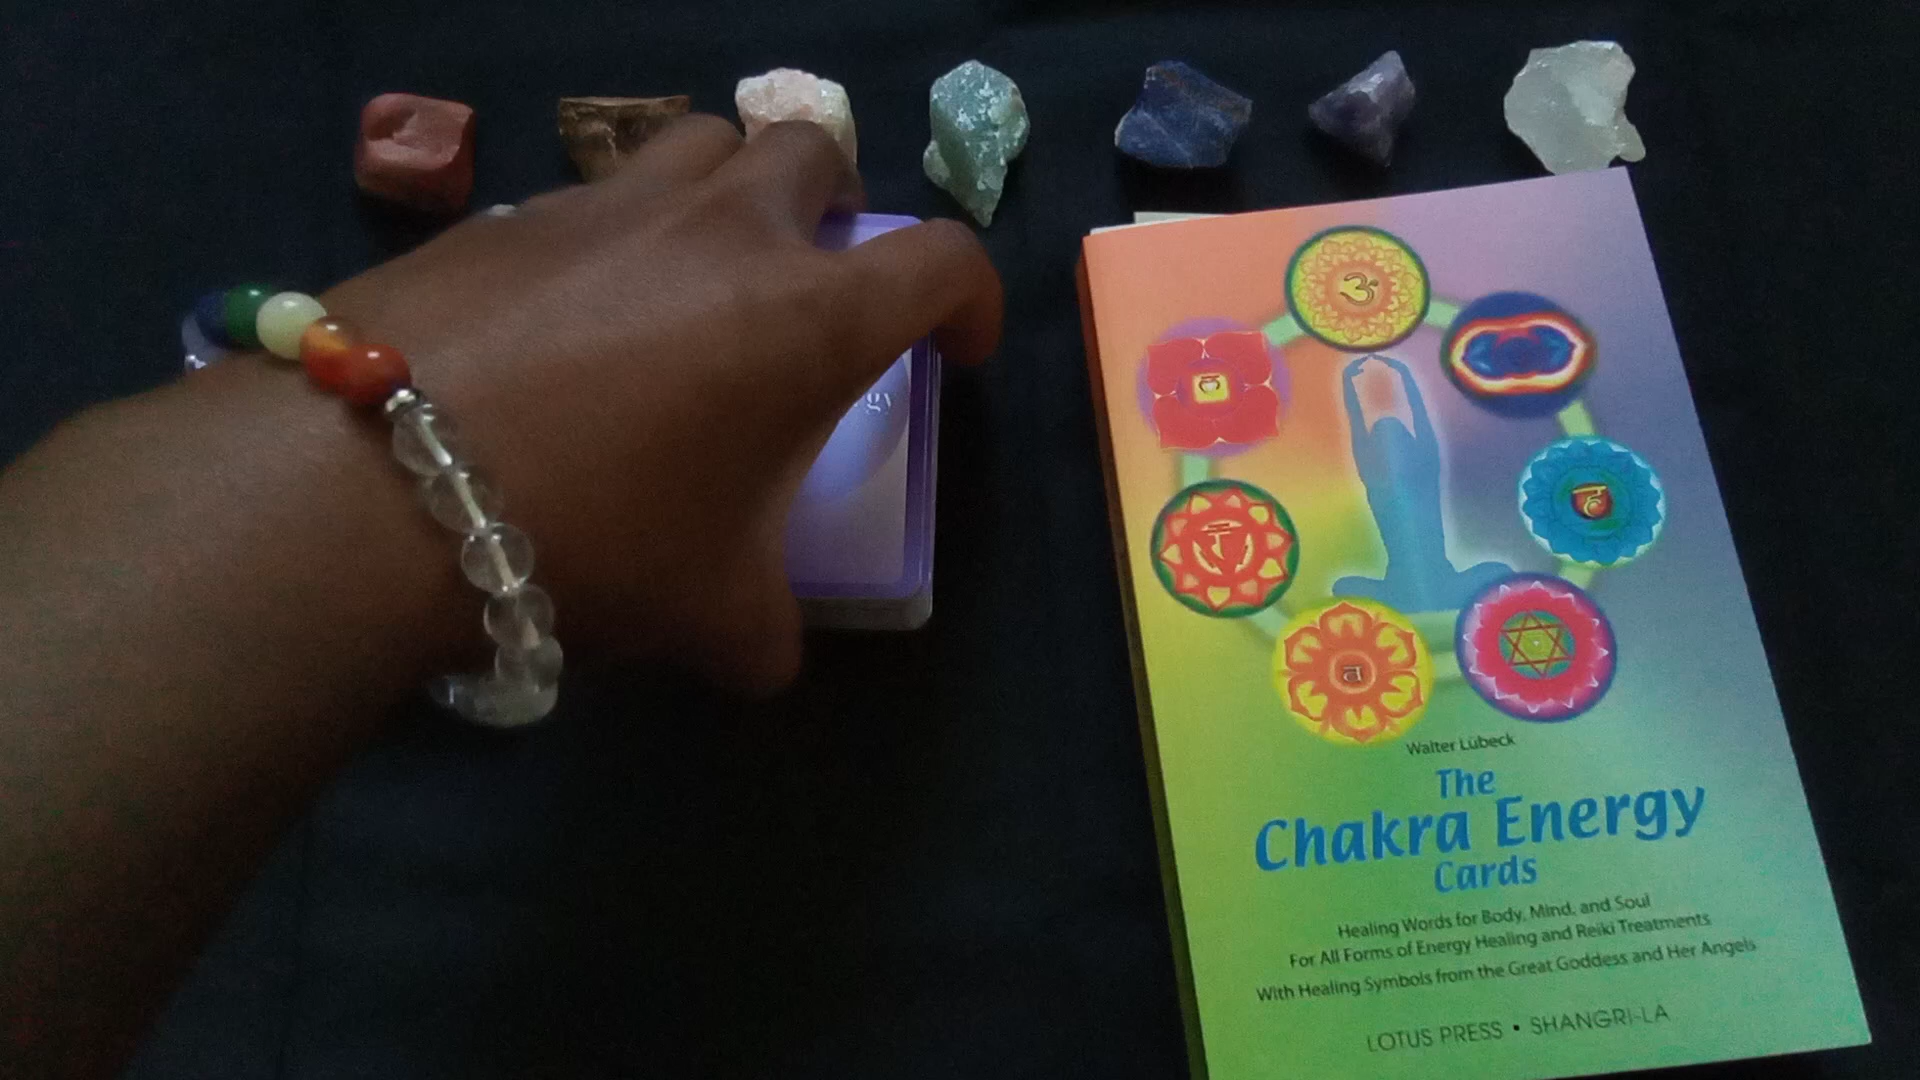 Walter Lübeck
The
Chakra Energy
Cards
Healing Words for Body, Mind, and Soul
For All Forms of Energy Healing and Reiki Treatments
With Healing Symbols from the Great Goddess and Her Angels
LOTUS PRESS • SHANGRI-LA